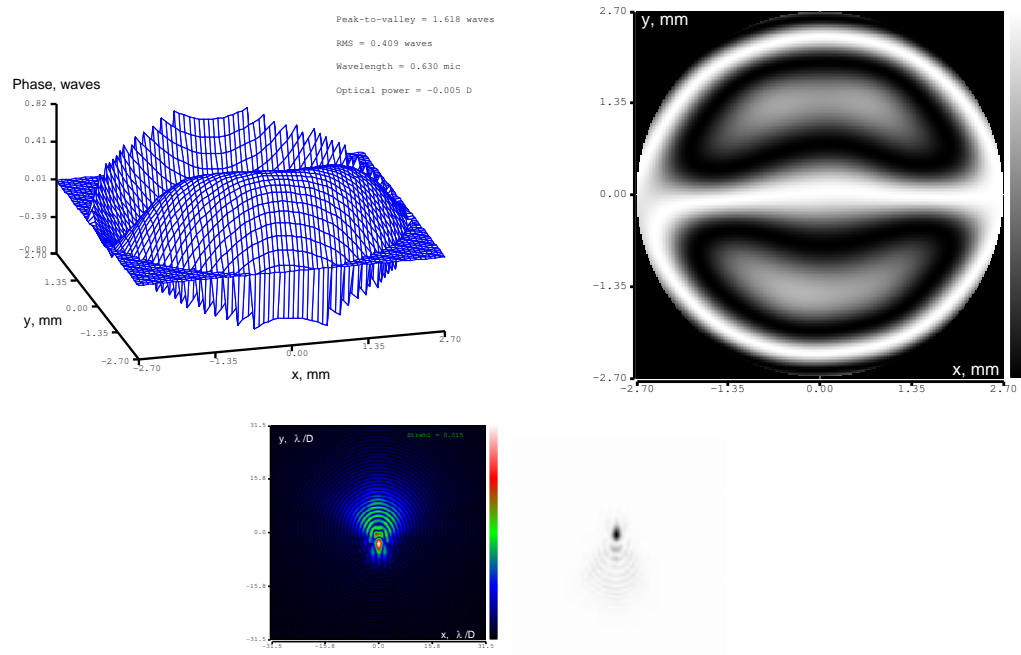 Peak-to-valley = 1.618 waves
RMS = 0.409 waves
Wavelength = 0.630 mic
Optical power = -0.005 D
Phase, waves
0.82
0.41
0.01
-0.39
-0.80
2.70
1.35
0.00
-1.35
-2.70
y, mm
-2.70
-1.35
0.00
1.35
2.70
x, mm
2.70
1.35
0.00
-1.35
-2.70
y, mm
x, mm
-2.70
-1.35
0.00
1.35
2.70
31.5
15.8
0.0
-15.8
-31.5
y, λ/D
Strehl = 0.015
x, λ/D
-31.5
-15.8
0.0
15.8
31.5